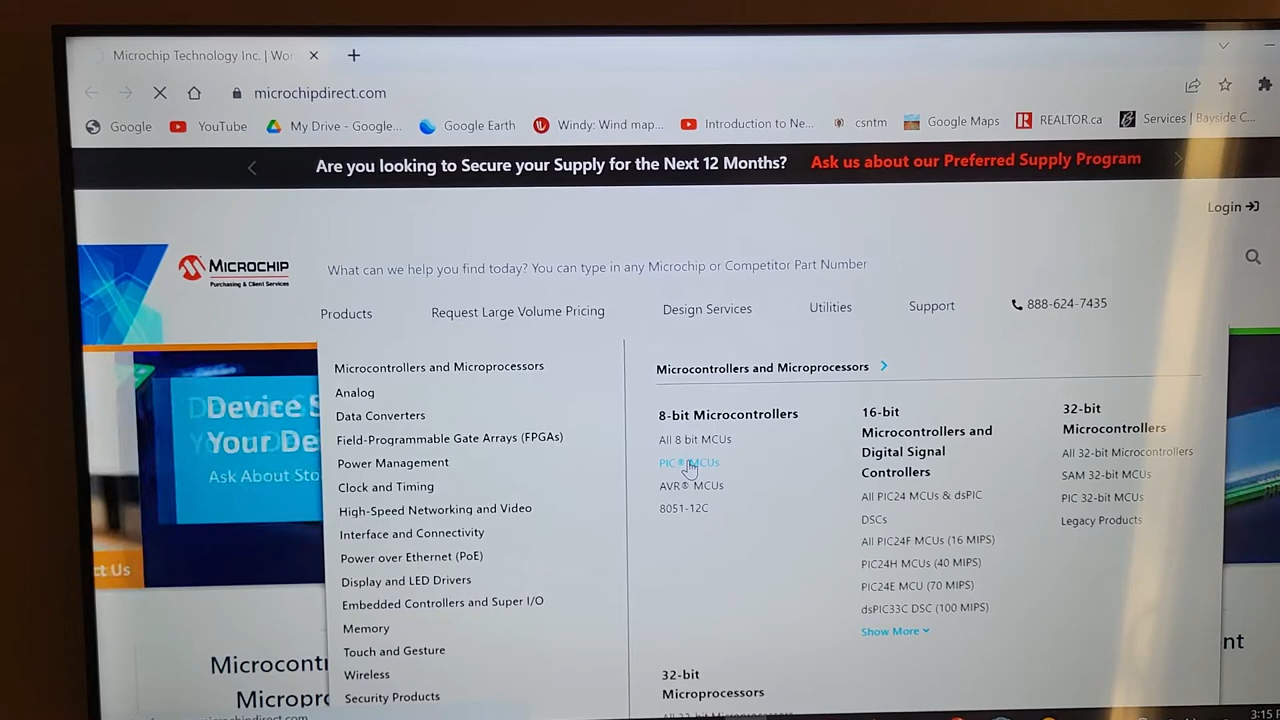 Microchip Technology Inc. | Wor
microchipdirect.com
Google YouTube My Drive - Google... Google Earth Windy: Wind map... Introduction to Ne... csntm Google Maps REALTOR.ca Services | Bayside C...
Are you looking to Secure your Supply for the Next 12 Months? Ask us about our Preferred Supply Program
Login
MICROCHIP
Purchasing & Client Services
What can we help you find today? You can type in any Microchip or Competitor Part Number
Products Request Large Volume Pricing Design Services Utilities Support 888-624-7435
Microcontrollers and Microprocessors
Analog
Data Converters
Field-Programmable Gate Arrays (FPGAs)
Power Management
Clock and Timing
High-Speed Networking and Video
Interface and Connectivity
Power over Ethernet (PoE)
Display and LED Drivers
Embedded Controllers and Super I/O
Memory
Touch and Gesture
Wireless
Security Products
Microcontrollers and Microprocessors
8-bit Microcontrollers
All 8 bit MCUs
PIC® MCUs
AVR® MCUs
8051-12C
16-bit
Microcontrollers and
Digital Signal
Controllers
All PIC24 MCUs & dsPIC
DSCs
All PIC24F MCUs (16 MIPS)
PIC24H MCUs (40 MIPS)
PIC24E MCU (70 MIPS)
dsPIC33C DSC (100 MIPS)
Show More
32-bit
Microcontrollers
All 32-bit Microcontrollers
SAM 32-bit MCUs
PIC 32-bit MCUs
Legacy Products
32-bit
Microprocessors
Device S
Your De
Ask About Sto
ct Us
Microcontr
Micropro
nt
3:15